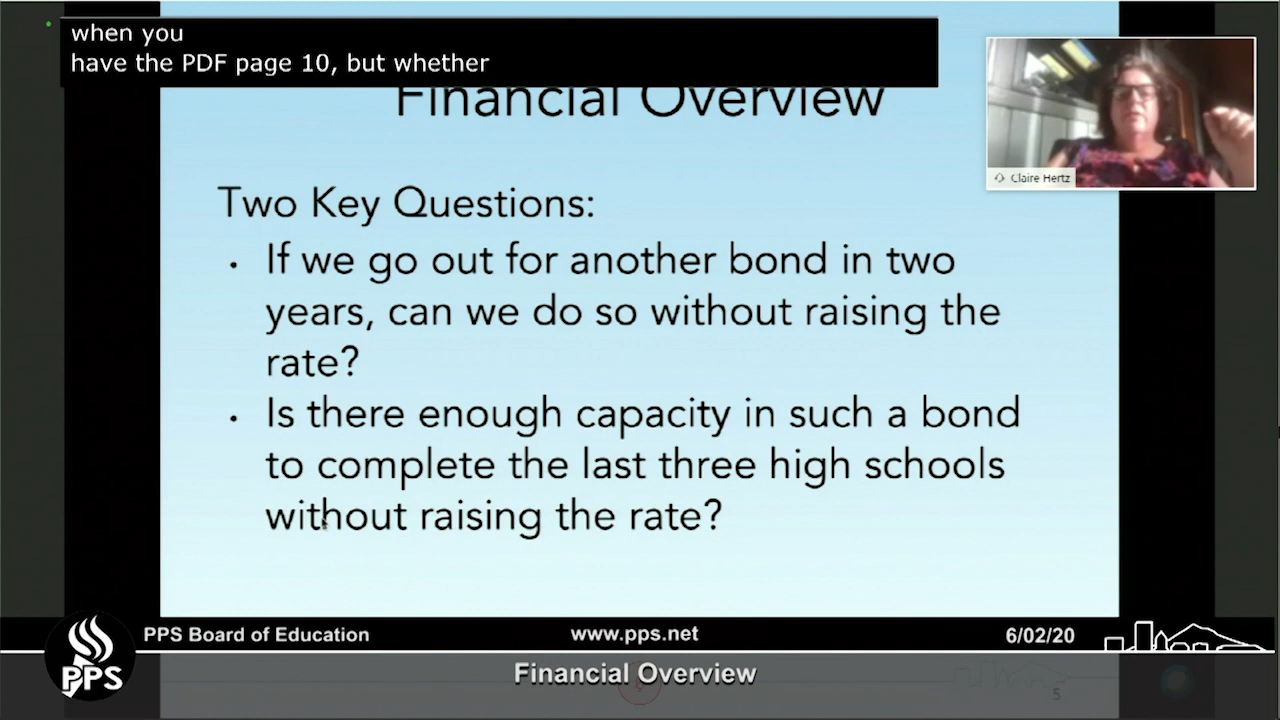 when you
have the PDF page 10, but whether
Financial Overview
Claire Hertz
Two Key Questions:
• If we go out for another bond in two
years, can we do so without raising the
rate?
• Is there enough capacity in such a bond
to complete the last three high schools
without raising the rate?
PPS Board of Education
www.pps.net
6/02/20
PPS
Financial Overview
5